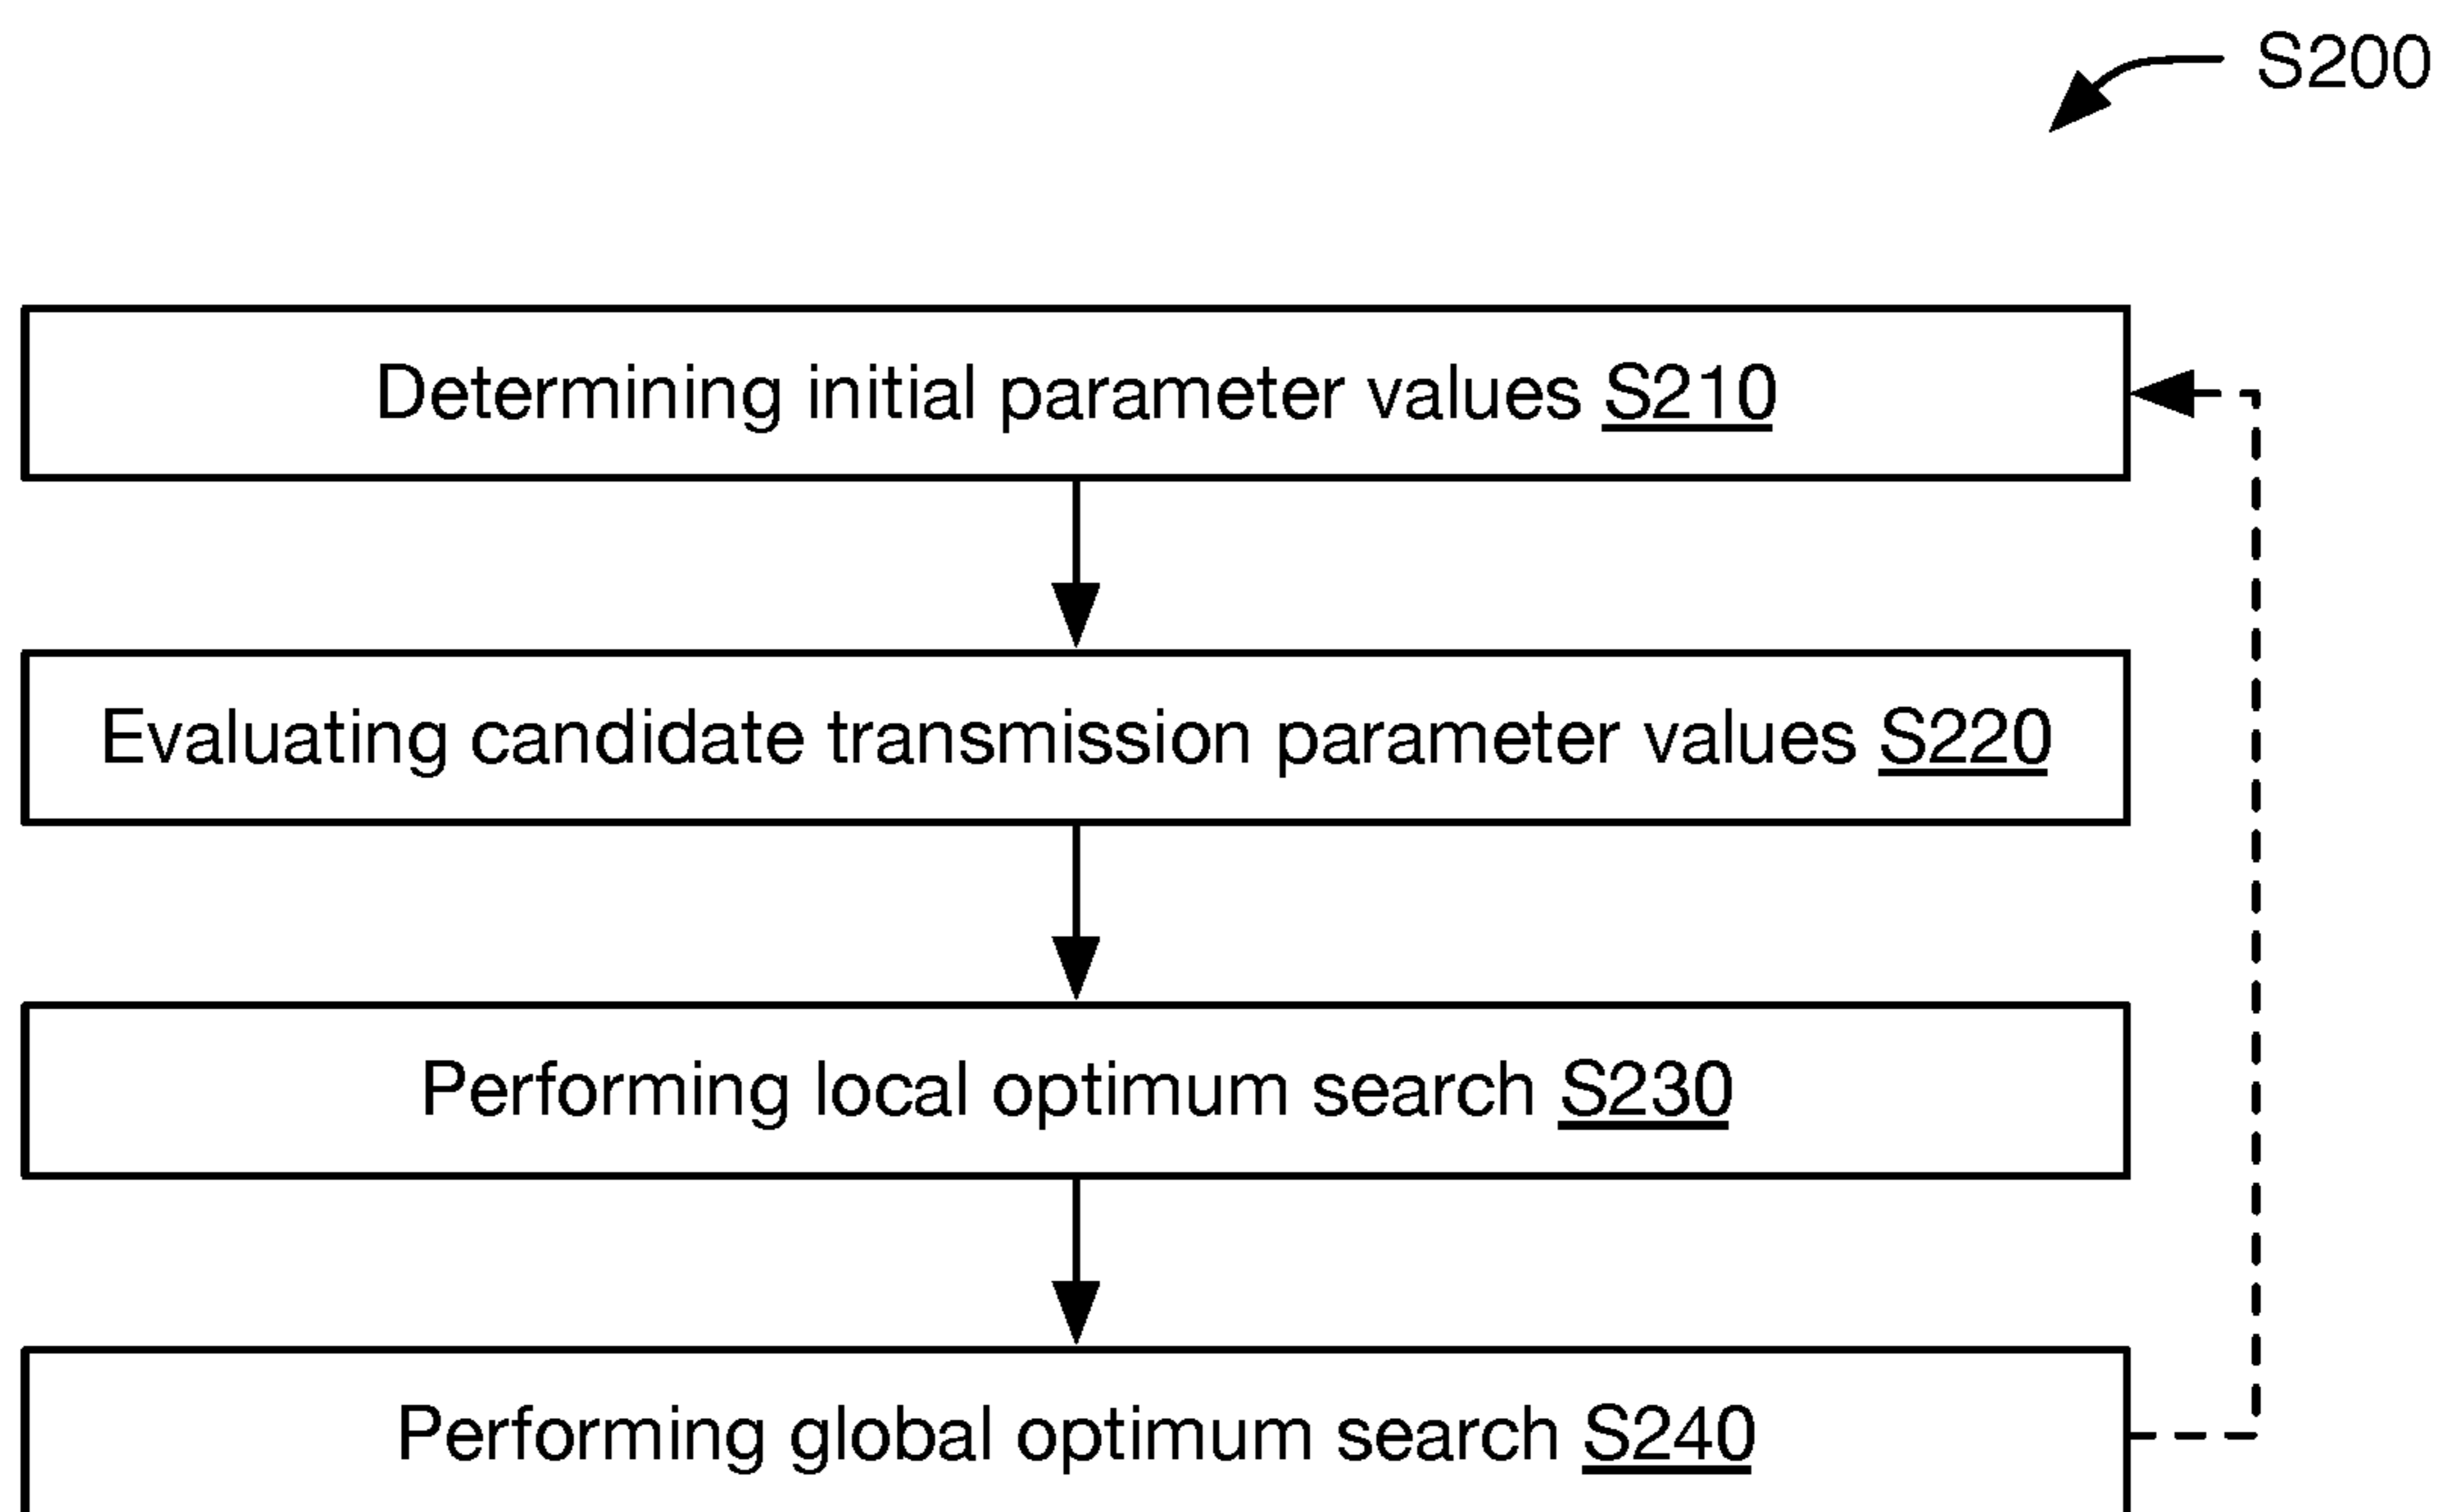 S200
Determining initial parameter values S210
Evaluating candidate transmission parameter values S220
Performing local optimum search S230
Performing global optimum search S240